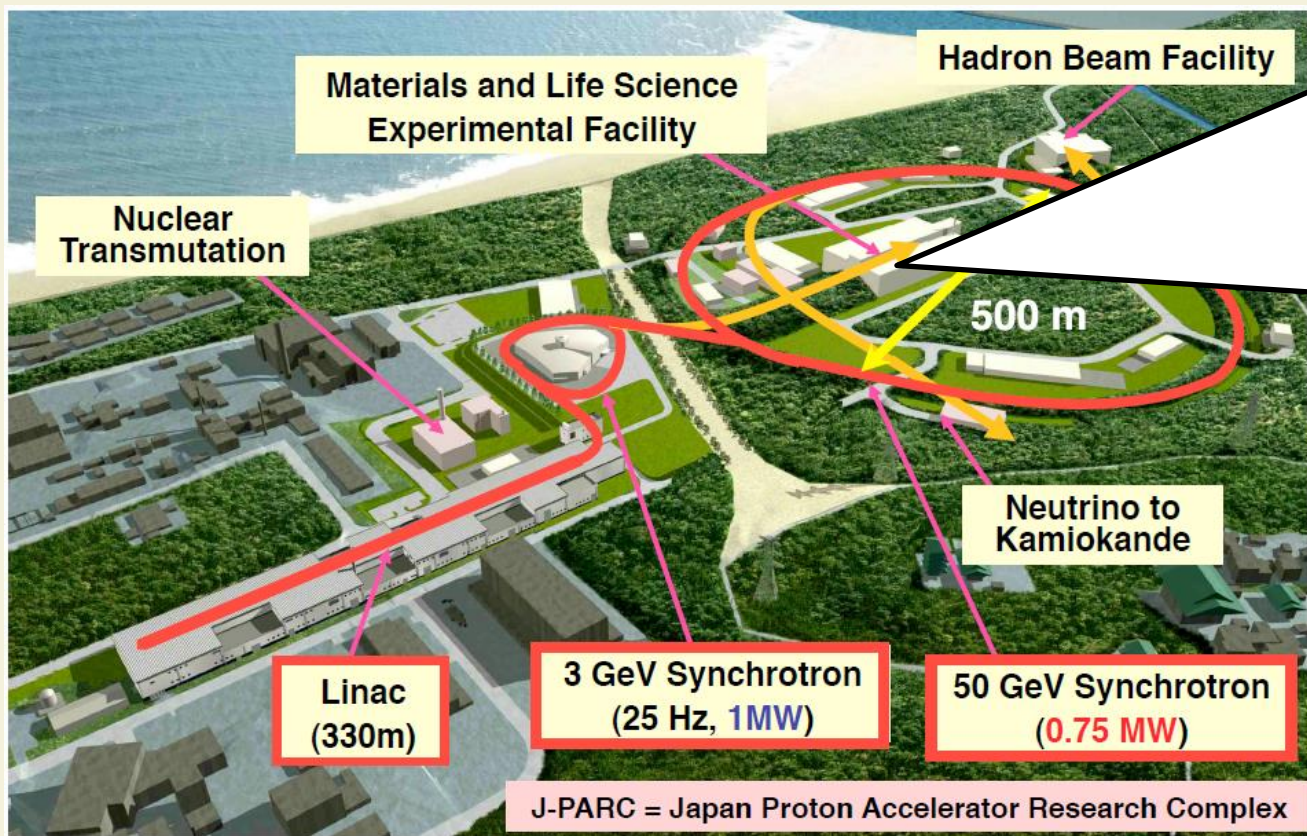 Hadron Beam Facility
Materials and Life Science
Experimental Facility
Nuclear
Transmutation
500 m
Neutrino to
Kamiokande
Linac
(330m)
3 GeV Synchrotron
(25 Hz, 1MW)
50 GeV Synchrotron
(0.75 MW)
J-PARC = Japan Proton Accelerator Research Complex